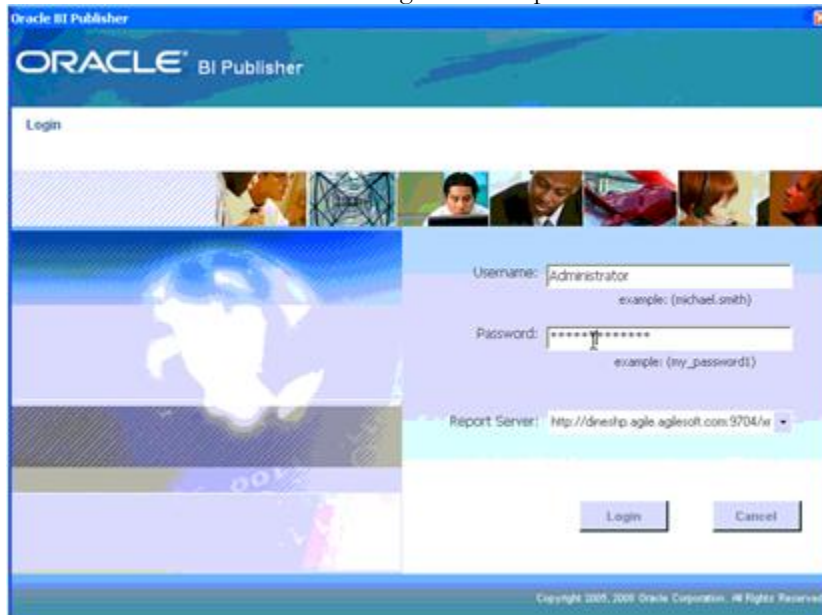 Oracle BI Publisher
ORACLE® BI Publisher
Login
Username: Administrator
example: (michael.smith)
Password: *************
example: (my_password1)
Report Server: http://dineshp.agile.agilesoft.com:9704/x
Login Cancel
Copyright 2005, 2008 Oracle Corporation. All Rights Reserved